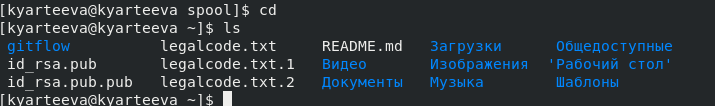 [kyarteeva@kyarteeva spool]$ cd
[kyarteeva@kyarteeva ~]$ ls
gitflow legalcode.txt README.md Загрузки Общедоступные
id_rsa.pub legalcode.txt.1 Видео Изображения 'Рабочий стол'
id_rsa.pub.pub legalcode.txt.2 Документы Музыка Шаблоны
[kyarteeva@kyarteeva ~]$